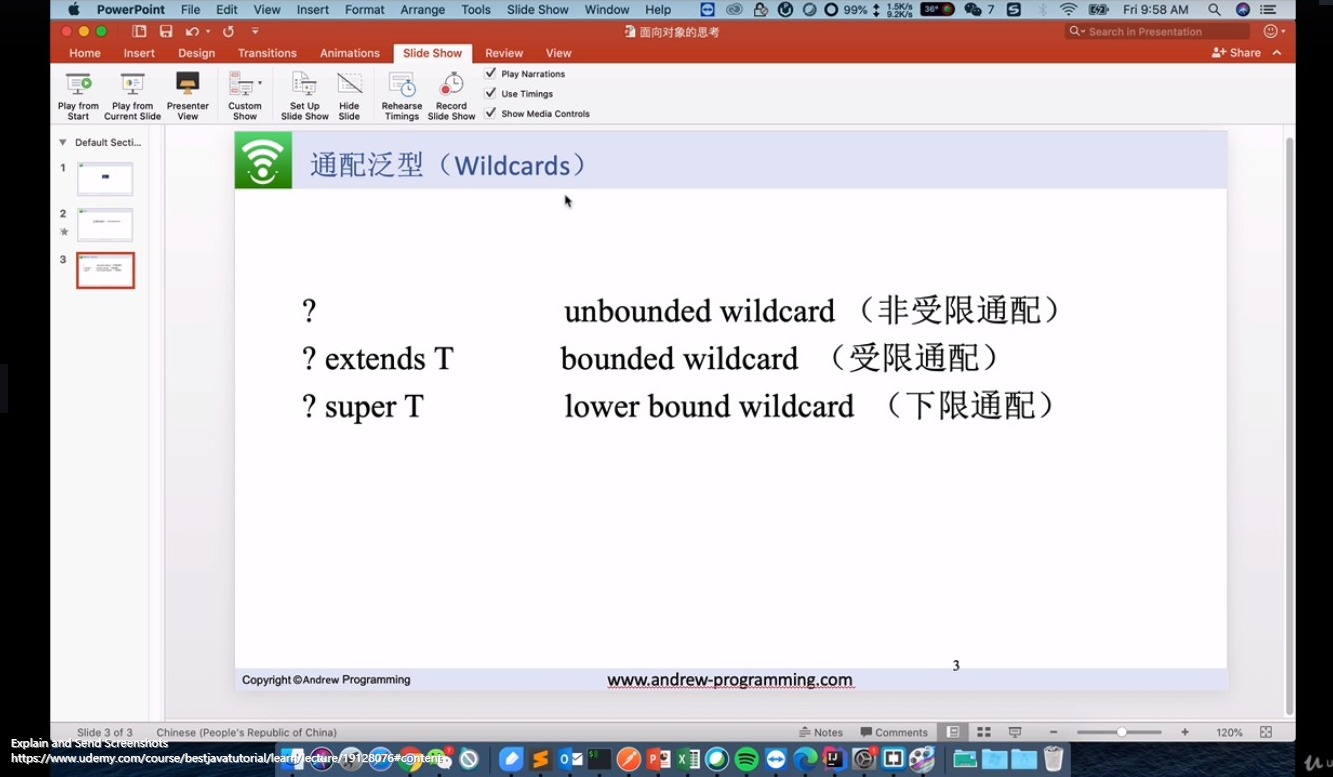 PowerPoint File Edit View Insert Format Arrange Tools Slide Show Window Help 99% 1.5K/s 9.2K/s 36° 7 Fri 9:58 AM
面向对象的思考 Search in Presentation
Home Insert Design Transitions Animations Slide Show Review View Share
Play from Start
Play from Current Slide
Presenter View
Custom Show
Set Up Slide Show
Hide Slide
Rehearse Timings
Record Slide Show
Play Narrations
Use Timings
Show Media Controls
Default Secti...
1
2
3
通配泛型（Wildcards）
? unbounded wildcard （非受限通配）
? extends T bounded wildcard （受限通配）
? super T lower bound wildcard （下限通配）
3
Copyright ©Andrew Programming www.andrew-programming.com
Slide 3 of 3 Chinese (People's Republic of China) Notes Comments 120%
Explain and Send Screenshots
https://www.udemy.com/course/bestjavatutorial/learn/lecture/19128076#content